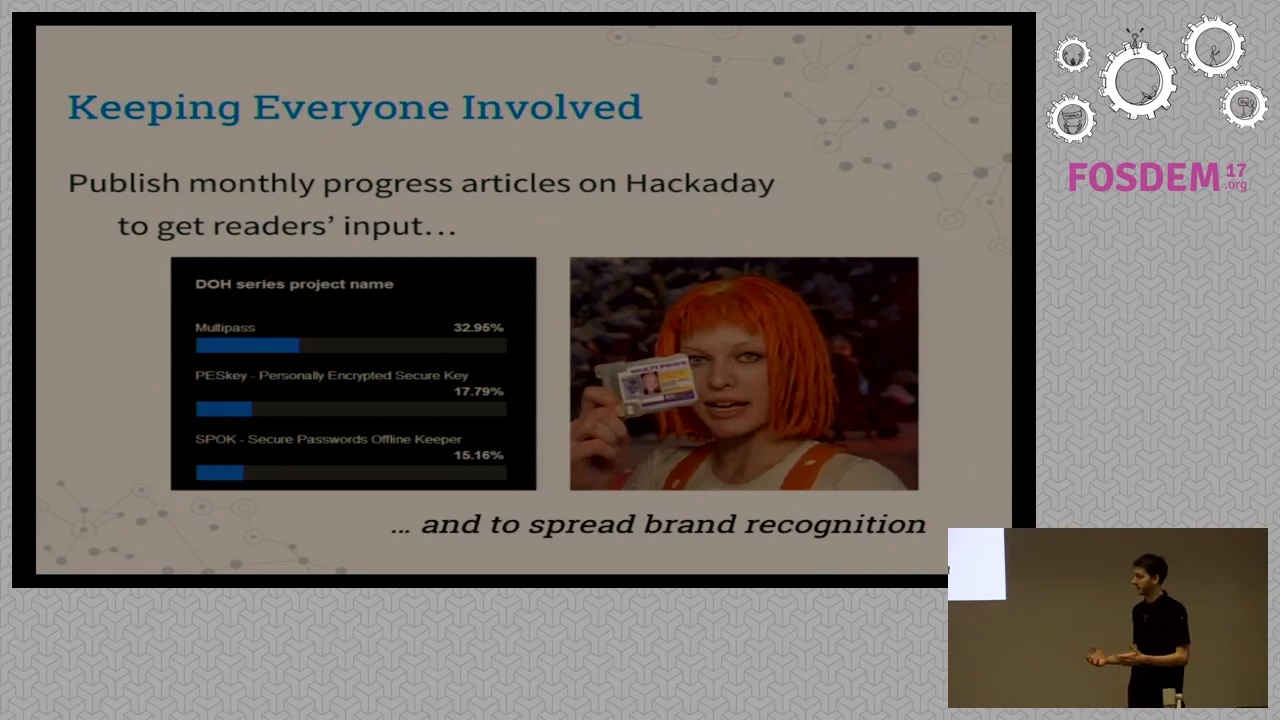 Keeping Everyone Involved
Publish monthly progress articles on Hackaday
to get readers’ input…
DOH series project name
Multipass 32.95%
PESkey - Personally Encrypted Secure Key
17.79%
SPOK - Secure Passwords Offline Keeper
15.16%
MULTIPASS
... and to spread brand recognition
FOSDEM 17
.org